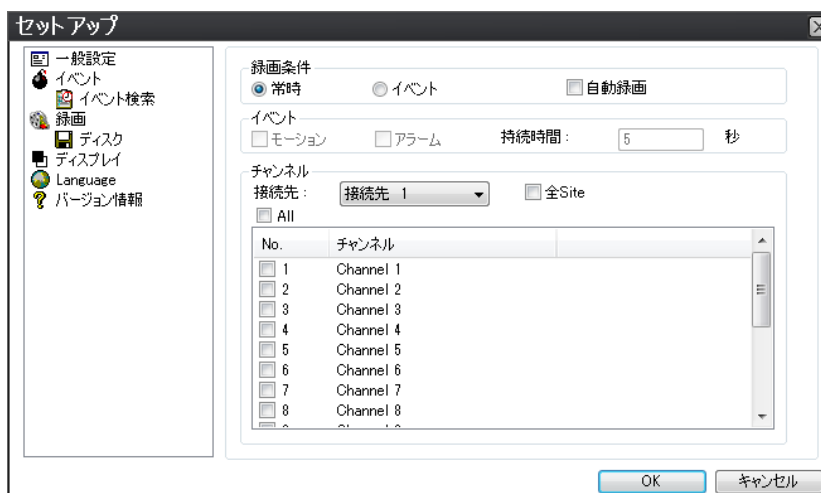 セットアップ
一般設定
イベント
イベント検索
録画
ディスク
ディスプレイ
Language
バージョン情報
録画条件
常時 イベント 自動録画
イベント
モーション アラーム 持続時間： 5 秒
チャンネル
接続先： 接続先 1 全Site
All
No. チャンネル
1 Channel 1
2 Channel 2
3 Channel 3
4 Channel 4
5 Channel 5
6 Channel 6
7 Channel 7
8 Channel 8
OK キャンセル